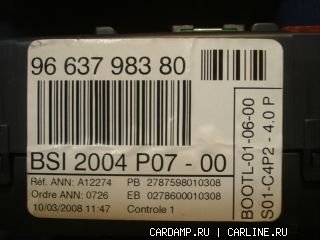 96 637 983 80
BSI 2004 P07 - 00
Réf. ANN: A12274 PB 2787598010308
Ordre ANN: 0726 EB 0278600010308
10/03/2008 11:47 Controle 1
BOOTL-01-06-00
S01-C4P2 - 4.0 P
CARDAMP.COM | CARLINE.RU